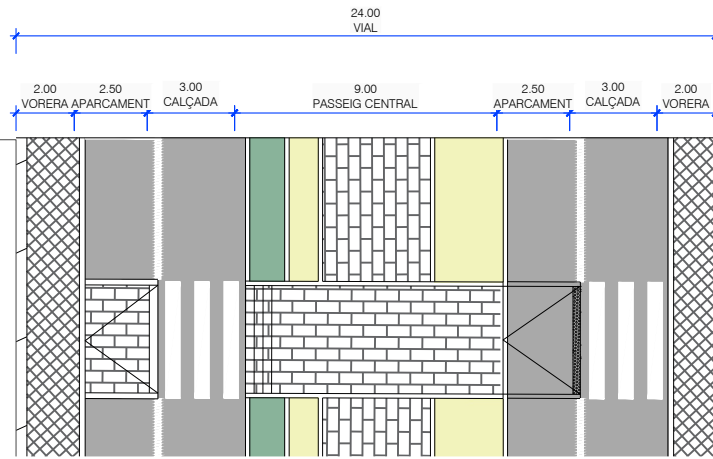 24.00
VIAL
2.00
VORERA
2.50
APARCAMENT
3.00
CALÇADA
9.00
PASSEIG CENTRAL
2.50
APARCAMENT
3.00
CALÇADA
2.00
VORERA